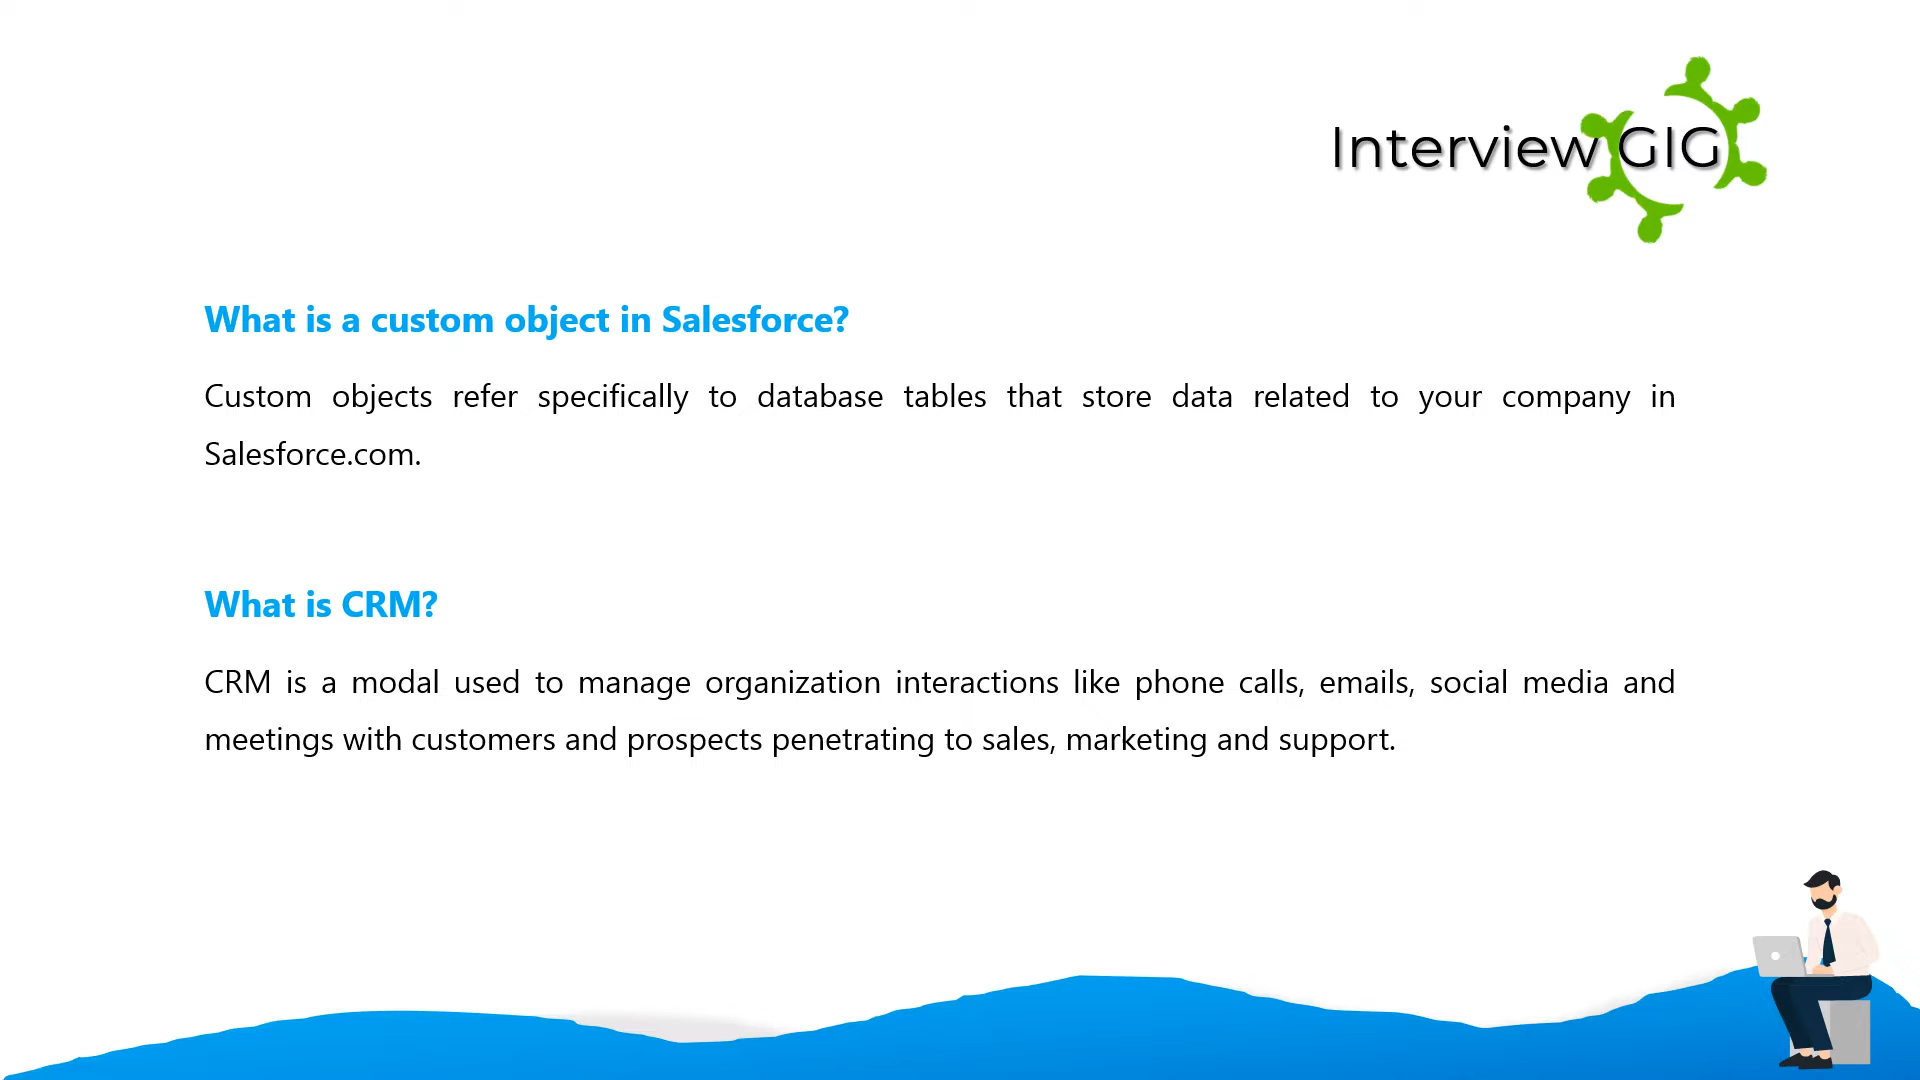 Interview GIG
What is a custom object in Salesforce?
Custom objects refer specifically to database tables that store data related to your company in
Salesforce.com.
What is CRM?
CRM is a modal used to manage organization interactions like phone calls, emails, social media and
meetings with customers and prospects penetrating to sales, marketing and support.